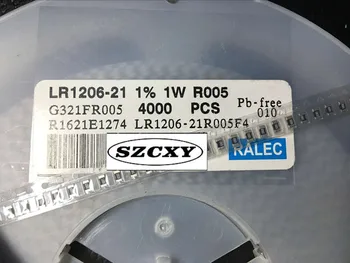 LR1206-21 1% 1W R005
G321FR005 4000 PCS Pb-free
010
R1621E1274 LR1206-21R005F4
SZCXY
RALEC